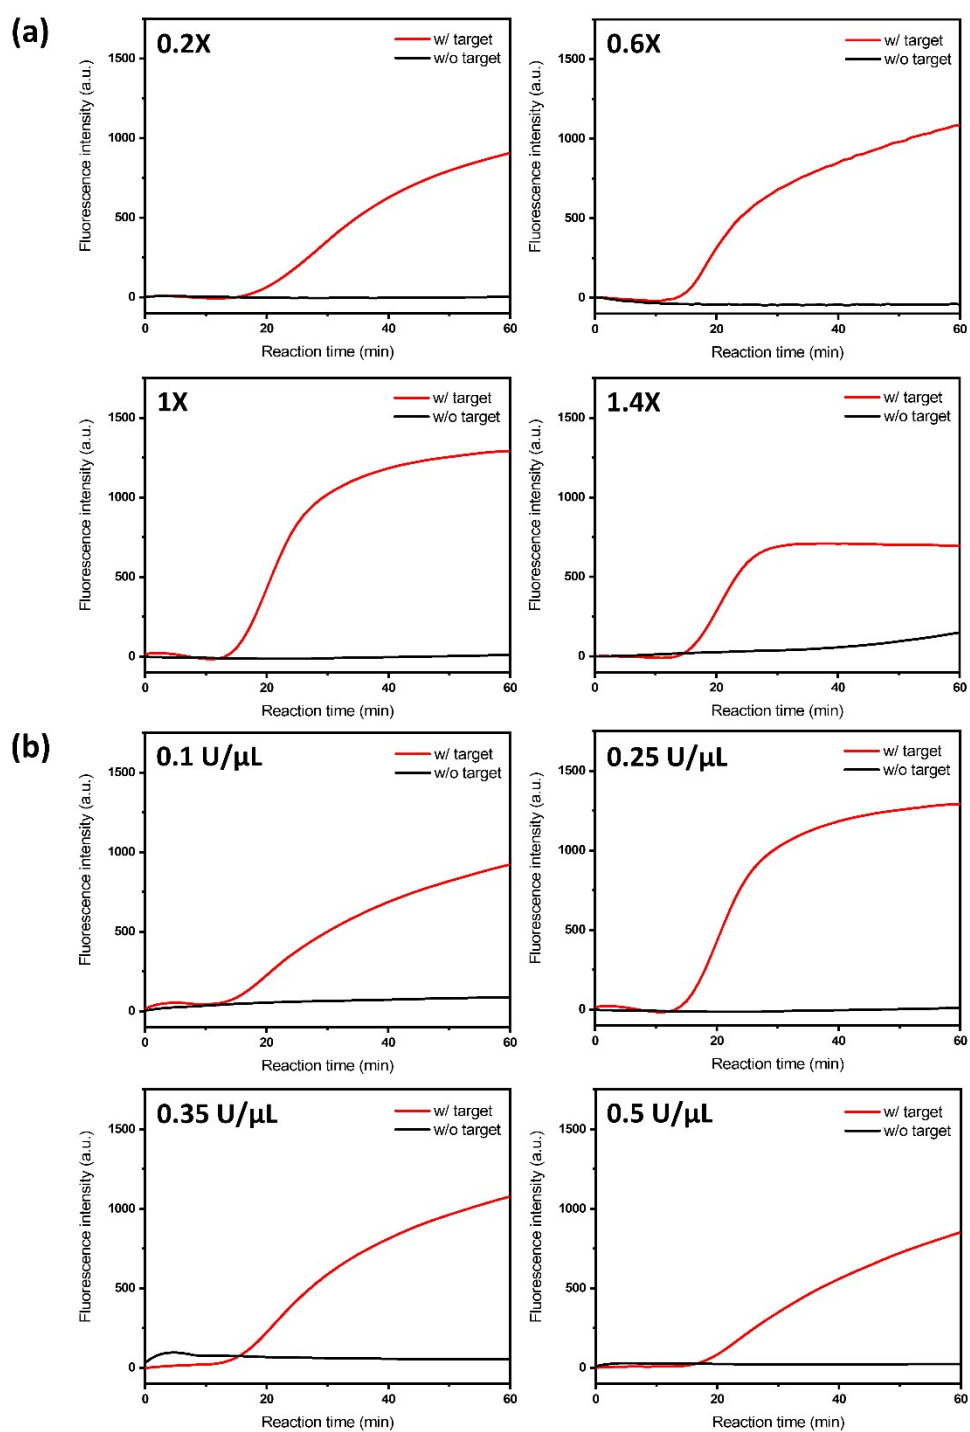 (a)
0.2X
w/ target
w/o target
Fluorescence intensity (a.u.)
1500
1000
500
0
0 20 40 60
Reaction time (min)
0.6X
w/ target
w/o target
Fluorescence intensity (a.u.)
1500
1000
500
0
0 20 40 60
Reaction time (min)
1X
w/ target
w/o target
Fluorescence intensity (a.u.)
1500
1000
500
0
0 20 40 60
Reaction time (min)
1.4X
w/ target
w/o target
Fluorescence intensity (a.u.)
1500
1000
500
0
0 20 40 60
Reaction time (min)
(b)
0.1 U/μL
w/ target
w/o target
Fluorescence intensity (a.u.)
1500
1000
500
0
0 20 40 60
Reaction time (min)
0.25 U/μL
w/ target
w/o target
Fluorescence intensity (a.u.)
1500
1000
500
0
0 20 40 60
Reaction time (min)
0.35 U/μL
w/ target
w/o target
Fluorescence intensity (a.u.)
1500
1000
500
0
0 20 40 60
Reaction time (min)
0.5 U/μL
w/ target
w/o target
Fluorescence intensity (a.u.)
1500
1000
500
0
0 20 40 60
Reaction time (min)